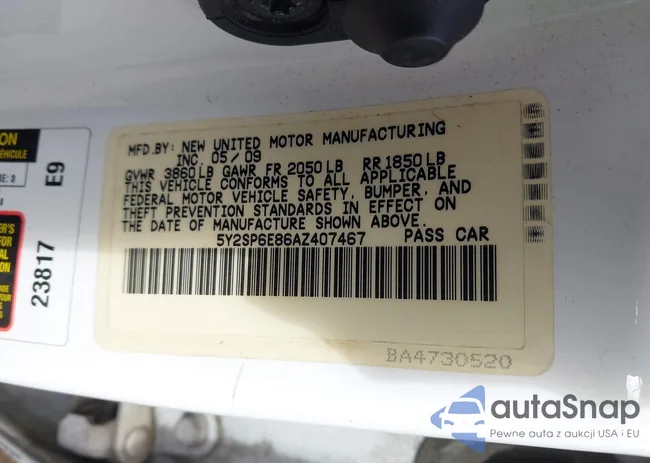 MFD.BY: NEW UNITED MOTOR MANUFACTURING
INC. 05/09
GVWR 3860LB GAWR FR 2050LB RR 1850LB
THIS VEHICLE CONFORMS TO ALL APPLICABLE
FEDERAL MOTOR VEHICLE SAFETY, BUMPER, AND
THEFT PREVENTION STANDARDS IN EFFECT ON
THE DATE OF MANUFACTURE SHOWN ABOVE.
5Y2SP6E86AZ407467 PASS CAR
BA4730520
E9
23817
autoSnap
Pewne auta z aukcji USA i EU